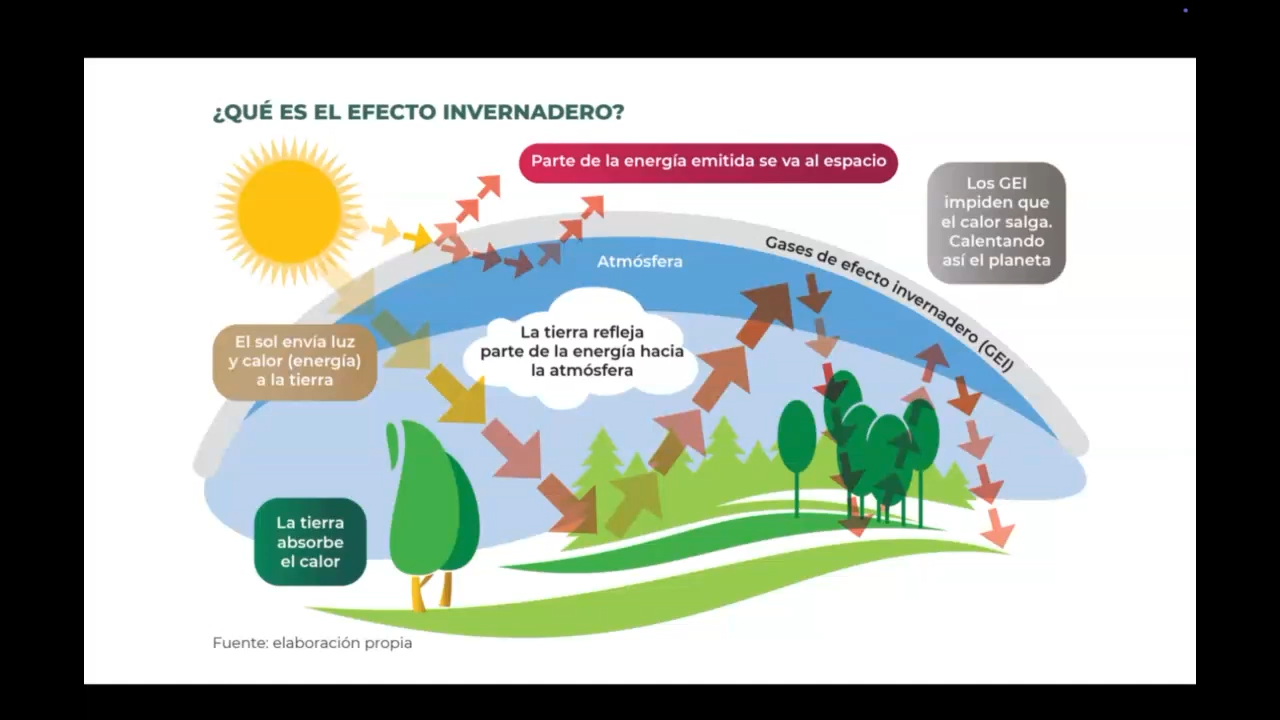 ¿QUÉ ES EL EFECTO INVERNADERO?
Parte de la energía emitida se va al espacio
Los GEI
impiden que
el calor salga.
Calentando
así el planeta
Gases de efecto invernadero (GEI)
Atmósfera
El sol envía luz
y calor (energía)
a la tierra
La tierra refleja
parte de la energía hacia
la atmósfera
La tierra
absorbe
el calor
Fuente: elaboración propia